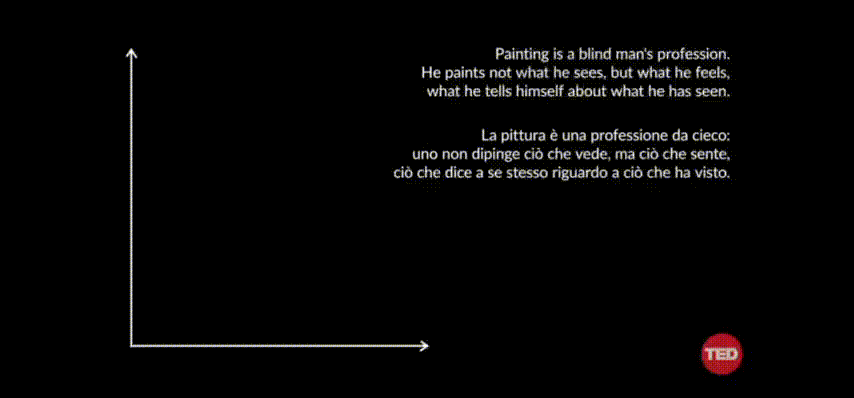 Painting is a blind man's profession.
He paints not what he sees, but what he feels,
what he tells himself about what he has seen.
La pittura è una professione da cieco:
uno non dipinge ciò che vede, ma ciò che sente,
ciò che dice a se stesso riguardo a ciò che ha visto.
TED